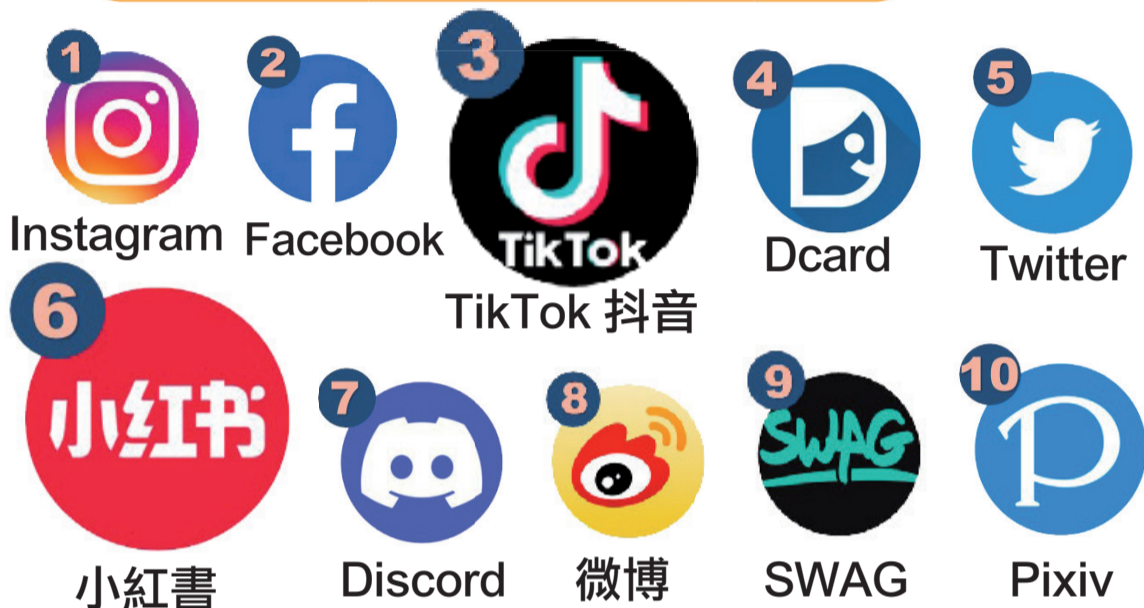 1
Instagram
2
Facebook
3
TikTok
TikTok 抖音
4
Dcard
5
Twitter
6
小红书
小紅書
7
Discord
8
微博
9
SWAG
SWAG
10
P
Pixiv